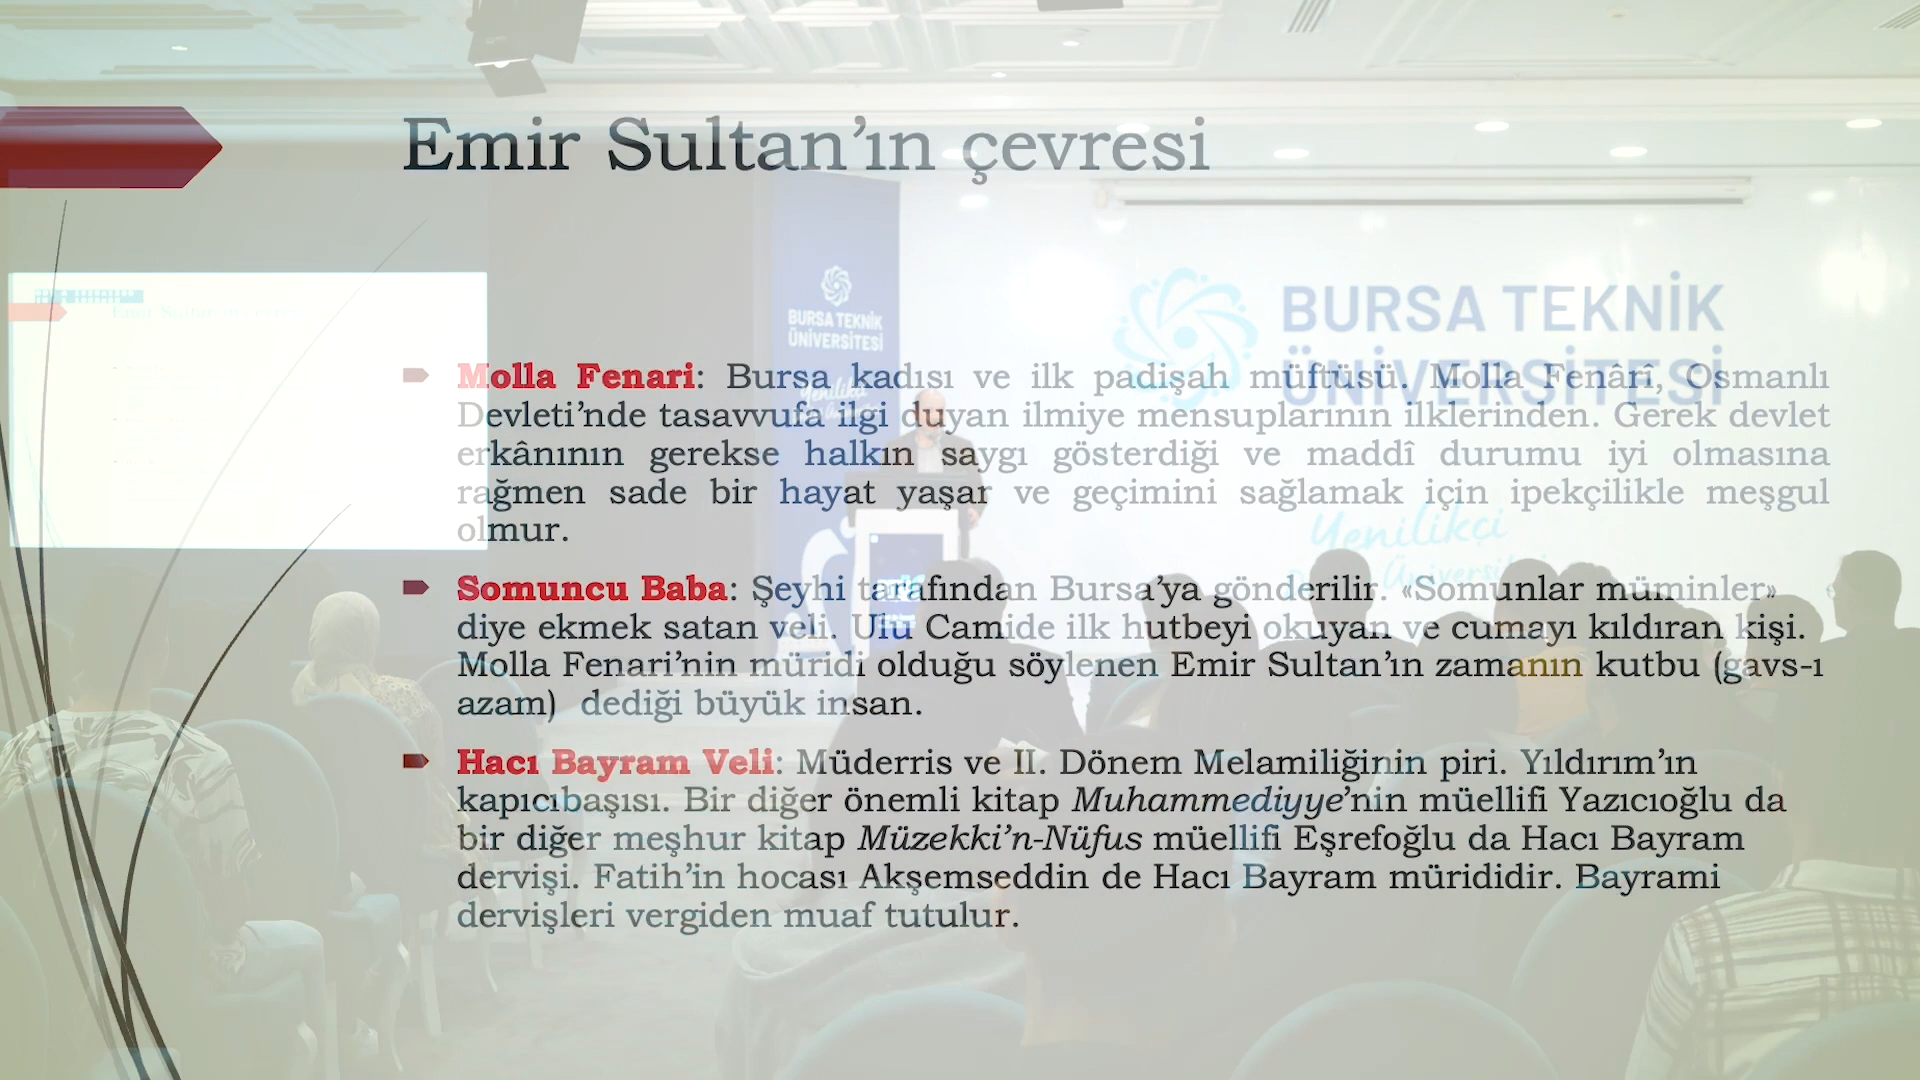 Emir Sultan’ın çevresi
BURSA TEKNİK
ÜNİVERSİTESİ
BURSA TEKNİK
ÜNİVERSİTESİ
Yenilikçi
Molla Fenari: Bursa kadısı ve ilk padişah müftüsü. Molla Fenârî, Osmanlı
Devleti’nde tasavvufa ilgi duyan ilmiye mensuplarının ilklerinden. Gerek devlet
erkânının gerekse halkın saygı gösterdiği ve maddî durumu iyi olmasına
rağmen sade bir hayat yaşar ve geçimini sağlamak için ipekçilikle meşgul
olmur.
Yenilikçi
Somuncu Baba: Şeyhi tarafından Bursa’ya gönderilir. «Somunlar müminler»
diye ekmek satan veli. Ulu Camide ilk hutbeyi okuyan ve cumayı kıldıran kişi.
Molla Fenari’nin müridi olduğu söylenen Emir Sultan’ın zamanın kutbu (gavs-ı
azam) dediği büyük insan.
Hacı Bayram Veli: Müderris ve II. Dönem Melamiliğinin piri. Yıldırım’ın
kapıcıbaşısı. Bir diğer önemli kitap Muhammediyye’nin müellifi Yazıcıoğlu da
bir diğer meşhur kitap Müzekki’n-Nüfus müellifi Eşrefoğlu da Hacı Bayram
dervişi. Fatih’in hocası Akşemseddin de Hacı Bayram mürididir. Bayrami
dervişleri vergiden muaf tutulur.